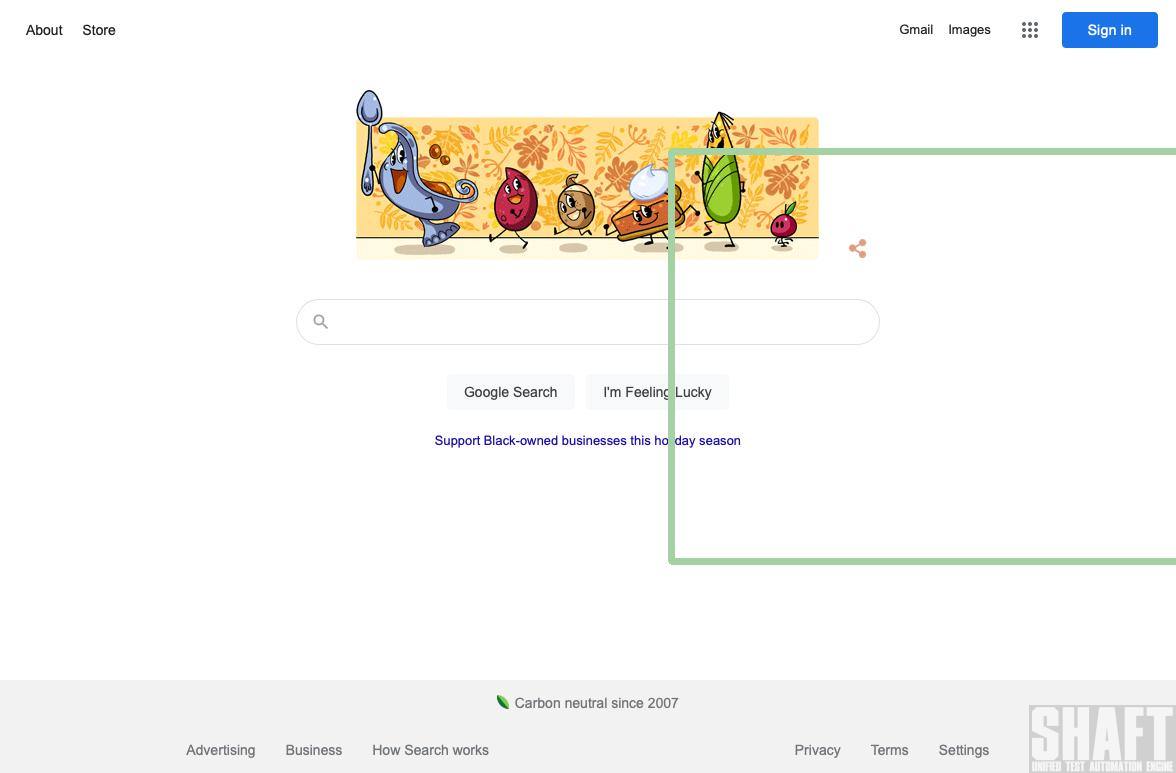 About Store
Gmail Images Sign in
Google Search I'm Feeling Lucky
Support Black-owned businesses this holiday season
Carbon neutral since 2007
Advertising Business How Search works
Privacy Terms Settings
SHAFT
UNIFIED TEST AUTOMATION ENGINE